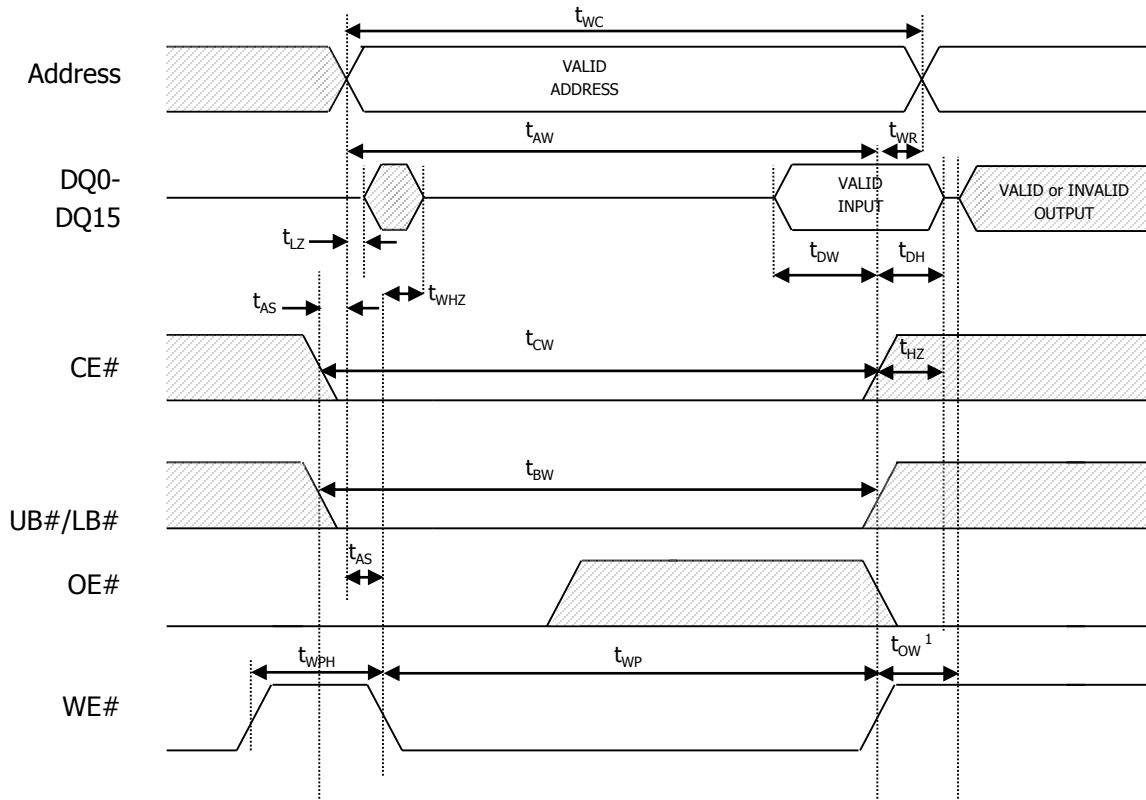 tWC
Address
VALID
ADDRESS
tAW
tWR
DQ0-
DQ15
VALID
INPUT
VALID or INVALID
OUTPUT
tLZ
tDW
tDH
tAS
tWHZ
CE#
tCW
tHZ
UB#/LB#
tBW
tAS
OE#
tWPH
tWP
tOW 1
WE#